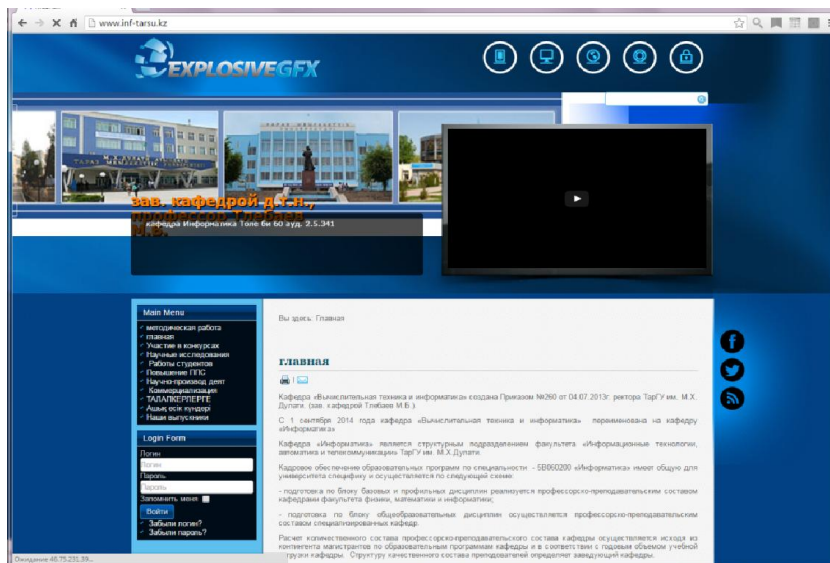 www.inf-tarsu.kz
EXPLOSIVEGFX
зав. кафедрой д.т.н.,
профессор Тлебаев
М.Б.
кафедра Информатика Толе би 60 ауд. 2.5.341
Main Menu
методическая работа
главная
Участие в конкурсах
Научные исследования
Работы студентов
Повышение ППС
Научно-производ деят
Коммерциализация
ТАЛАПКЕРЛЕРГЕ
Ашық есік күндері
Наши выпускники
Login Form
Логин
Логин
Пароль
Пароль
Запомнить меня
Войти
Забыли логин?
Забыли пароль?
Вы здесь: Главная
главная
Кафедра «Вычислительная техника и информатика» создана Приказом №260 от 04.07.2013г. ректора ТарГУ им. М.Х.
Дулати. (зав. кафедрой Тлебаев М.Б.)
С 1 сентября 2014 года кафедра «Вычислительная техника и информатика» переименована на кафедру
«Информатика»
Кафедра «Информатика» является структурным подразделением факультета «Информационные технологии,
автоматика и телекоммуникации» ТарГУ им. М.Х.Дулати.
Кадровое обеспечение образовательных программ по специальности - 5В060200 «Информатика» имеет общую для
университета специфику и осуществляется по следующей схеме:
- подготовка по блоку базовых и профильных дисциплин реализуется профессорско-преподавательским составом
кафедрами факультета физики, математики и информатики;
- подготовка по блоку общеобразовательных дисциплин осуществляется профессорско-преподавательским
составом специализированных кафедр.
Расчет количественного состава профессорско-преподавательского состава кафедры осуществляется исходя из
контингента магистрантов по образовательным программам кафедры и в соответствии с годовым объемом учебной
нагрузки кафедры. Структуру качественного состава преподавателей определяет заведующий кафедры.
Ожидание 46.75.231.39...